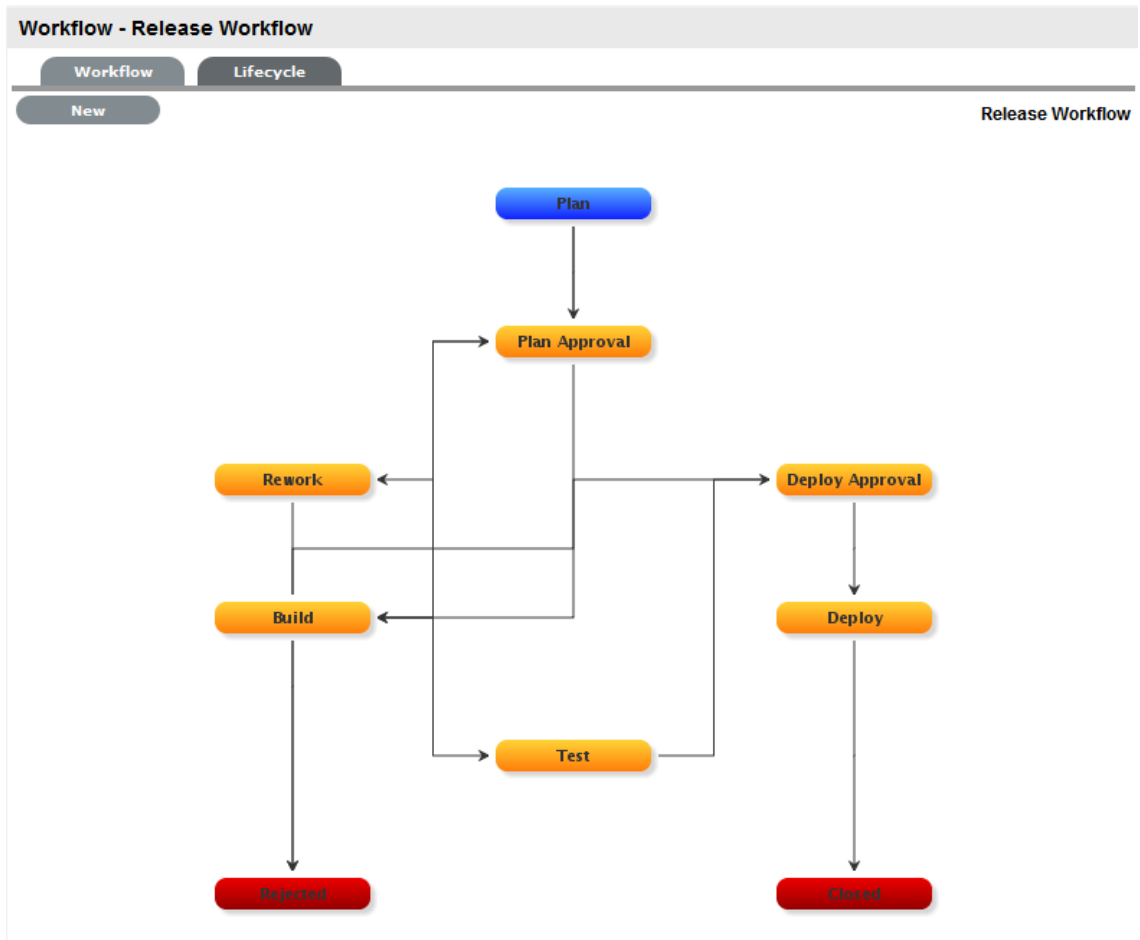 Workflow - Release Workflow
Workflow
Lifecycle
New
Release Workflow
Plan
Plan Approval
Rework
Deploy Approval
Build
Deploy
Test
Rejected
Closed